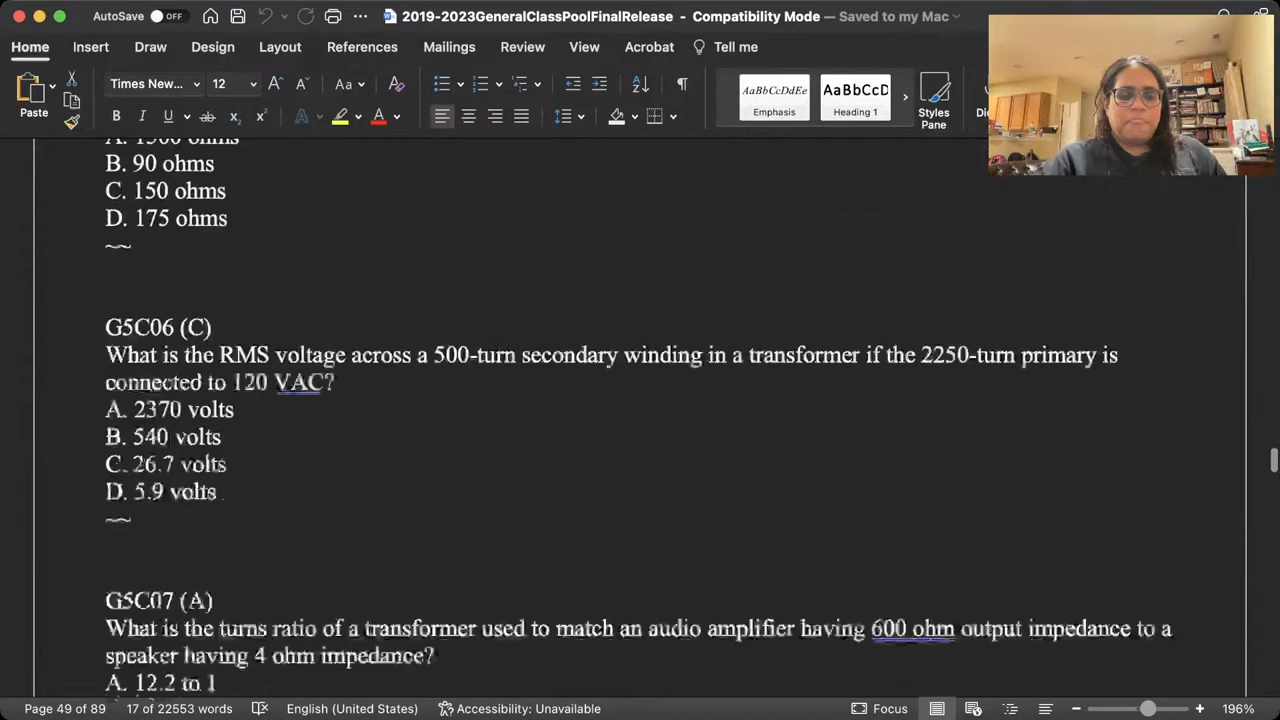 AutoSave OFF 2019-2023GeneralClassPoolFinalRelease - Compatibility Mode — Saved to my Mac
Home Insert Draw Design Layout References Mailings Review View Acrobat Tell me
Times New... 12
Paste
Emphasis
Heading 1
Styles Pane
A. 1500 ohms
B. 90 ohms
C. 150 ohms
D. 175 ohms
~~
G5C06 (C)
What is the RMS voltage across a 500-turn secondary winding in a transformer if the 2250-turn primary is
connected to 120 VAC?
A. 2370 volts
B. 540 volts
C. 26.7 volts
D. 5.9 volts
~~
G5C07 (A)
What is the turns ratio of a transformer used to match an audio amplifier having 600 ohm output impedance to a
speaker having 4 ohm impedance?
A. 12.2 to 1
Page 49 of 89 17 of 22553 words English (United States) Accessibility: Unavailable Focus 196%